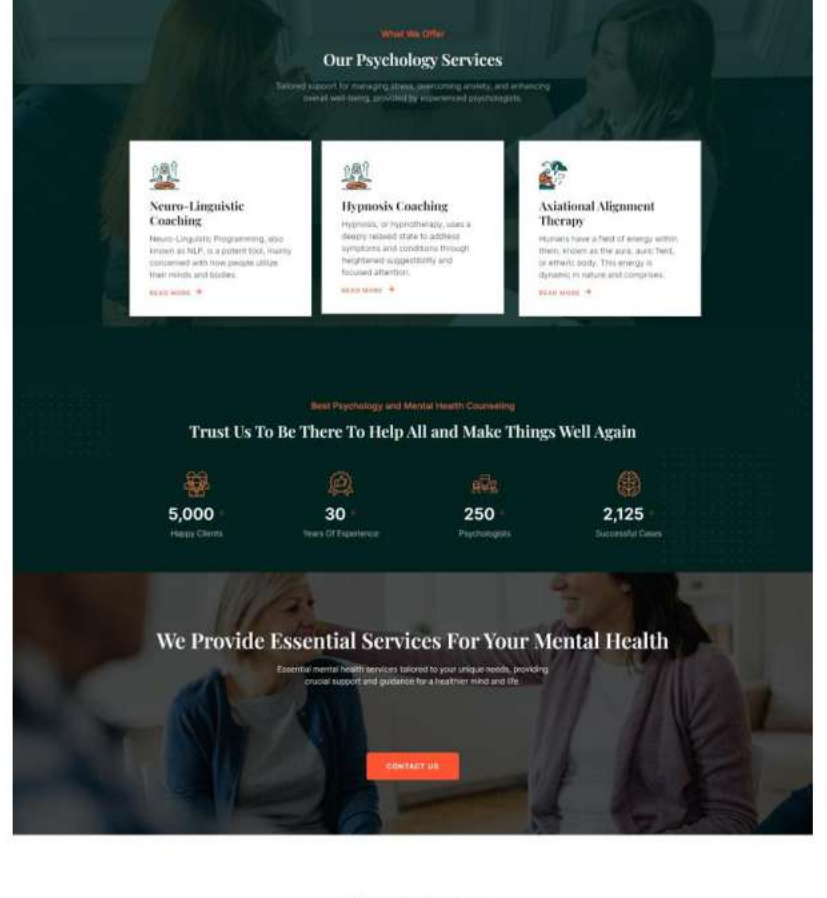 What We Offer
Our Psychology Services
Tailored support for managing stress, overcoming anxiety, and enhancing
overall well-being, provided by experienced psychologists.
Neuro-Linguistic
Coaching
Neuro-Linguistic Programming, also
known as NLP, is a potent tool, mainly
concerned with how people utilize
their minds and bodies.
READ MORE →
Hypnosis Coaching
Hypnosis, or hypnotherapy, uses a
deeply relaxed state to address
symptoms and conditions through
heightened suggestibility and
focused attention.
READ MORE →
Axiational Alignment
Therapy
Humans have a field of energy within
them, known as the aura, auric field,
or etheric body. This energy is
dynamic in nature and comprises.
READ MORE →
Best Psychology and Mental Health Counseling
Trust Us To Be There To Help All and Make Things Well Again
5,000 +
Happy Clients
30 +
Years Of Experience
250 +
Psychologists
2,125 +
Successful Cases
We Provide Essential Services For Your Mental Health
Essential mental health services tailored to your unique needs, providing
crucial support and guidance for a healthier mind and life.
CONTACT US